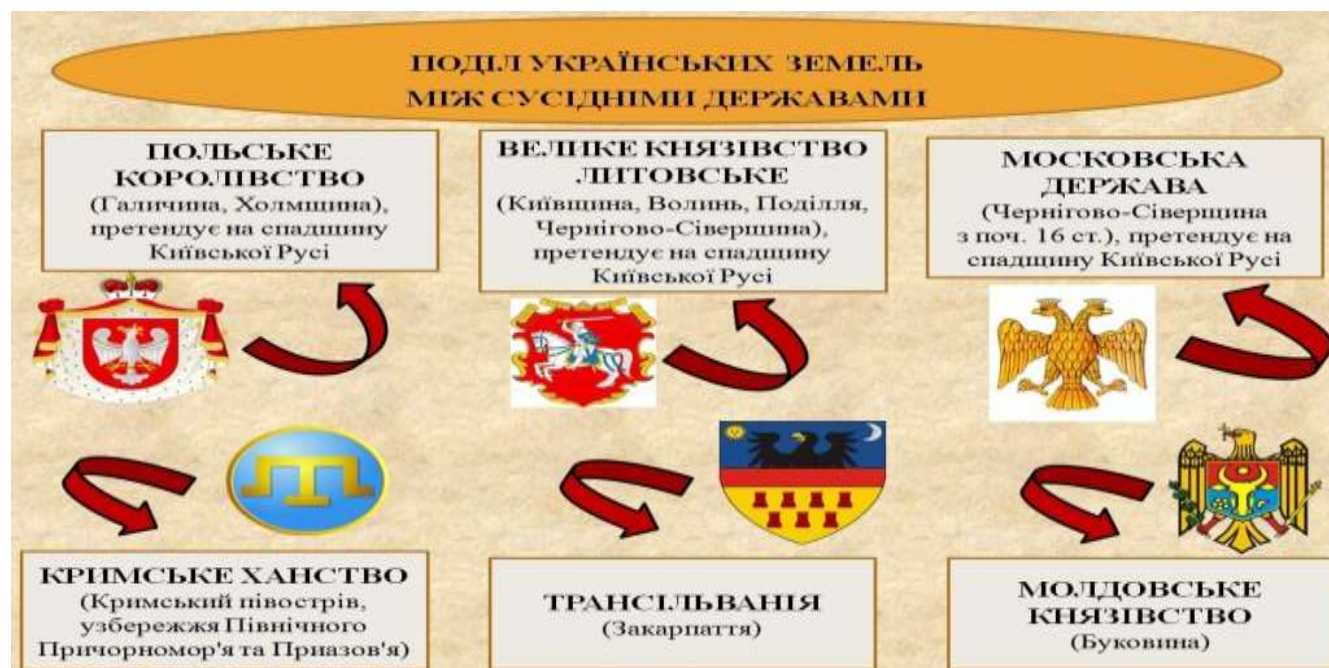 ПОДІЛ УКРАЇНСЬКИХ ЗЕМЕЛЬ
МІЖ СУСІДНІМИ ДЕРЖАВАМИ
ПОЛЬСЬКЕ
КОРОЛІВСТВО
(Галичина, Холмщина),
претендує на спадщину
Київської Русі
ВЕЛИКЕ КНЯЗІВСТВО
ЛИТОВСЬКЕ
(Київщина, Волинь, Поділля,
Чернігово-Сіверщина),
претендує на спадщину
Київської Русі
МОСКОВСЬКА
ДЕРЖАВА
(Чернігово-Сіверщина
з поч. 16 ст.), претендує на
спадщину Київської Русі
КРИМСЬКЕ ХАНСТВО
(Кримський півострів,
узбережжя Північного
Причорномор'я та Приазов'я)
ТРАНСІЛЬВАНІЯ
(Закарпаття)
МОЛДОВСЬКЕ
КНЯЗІВСТВО
(Буковина)